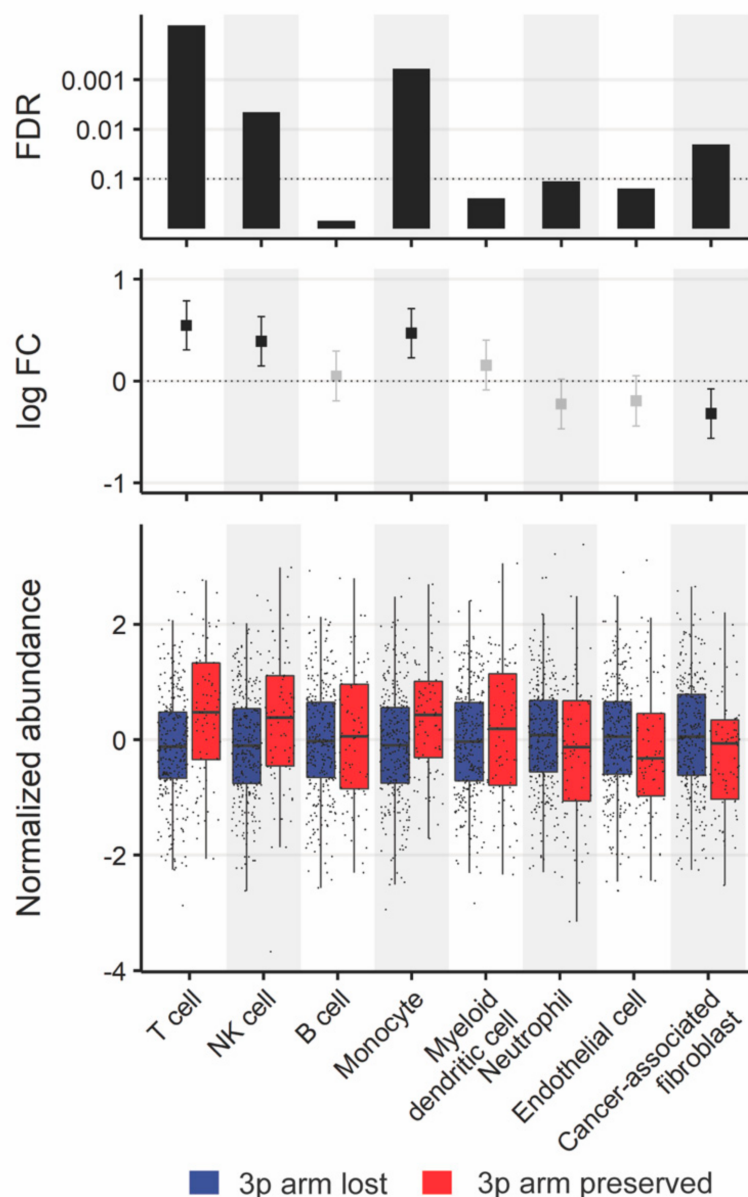 FDR
0.001
0.01
0.1
log FC
1
0
-1
Normalized abundance
2
0
-2
-4
T cell
NK cell
B cell
Monocyte
Myeloid
dendritic cell
Neutrophil
Endothelial cell
Cancer-associated
fibroblast
3p arm lost
3p arm preserved